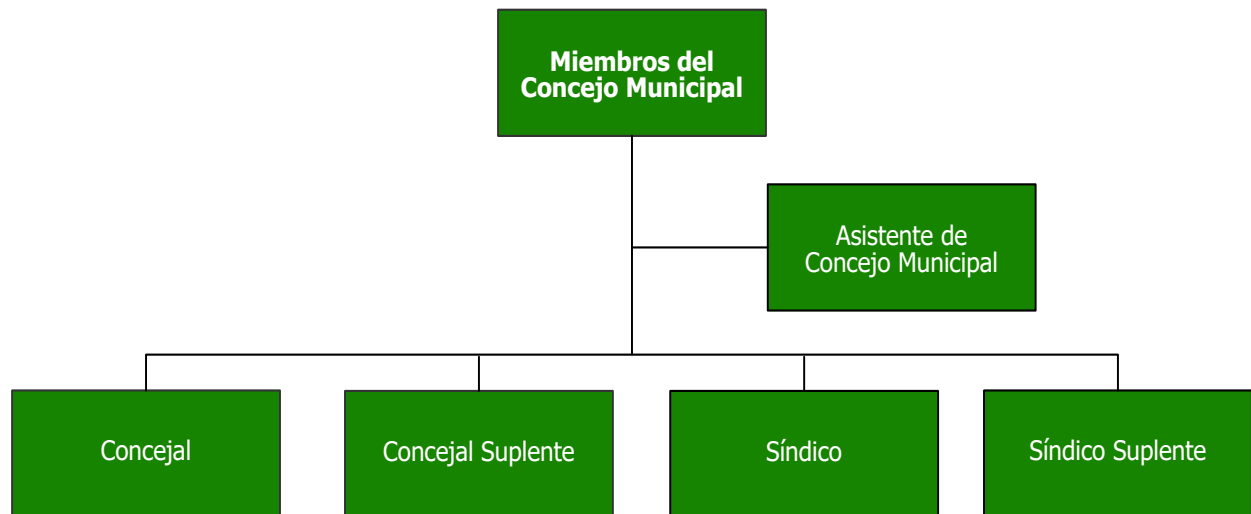 Miembros del
Concejo Municipal
Asistente de
Concejo Municipal
Concejal
Concejal Suplente
Síndico
Síndico Suplente